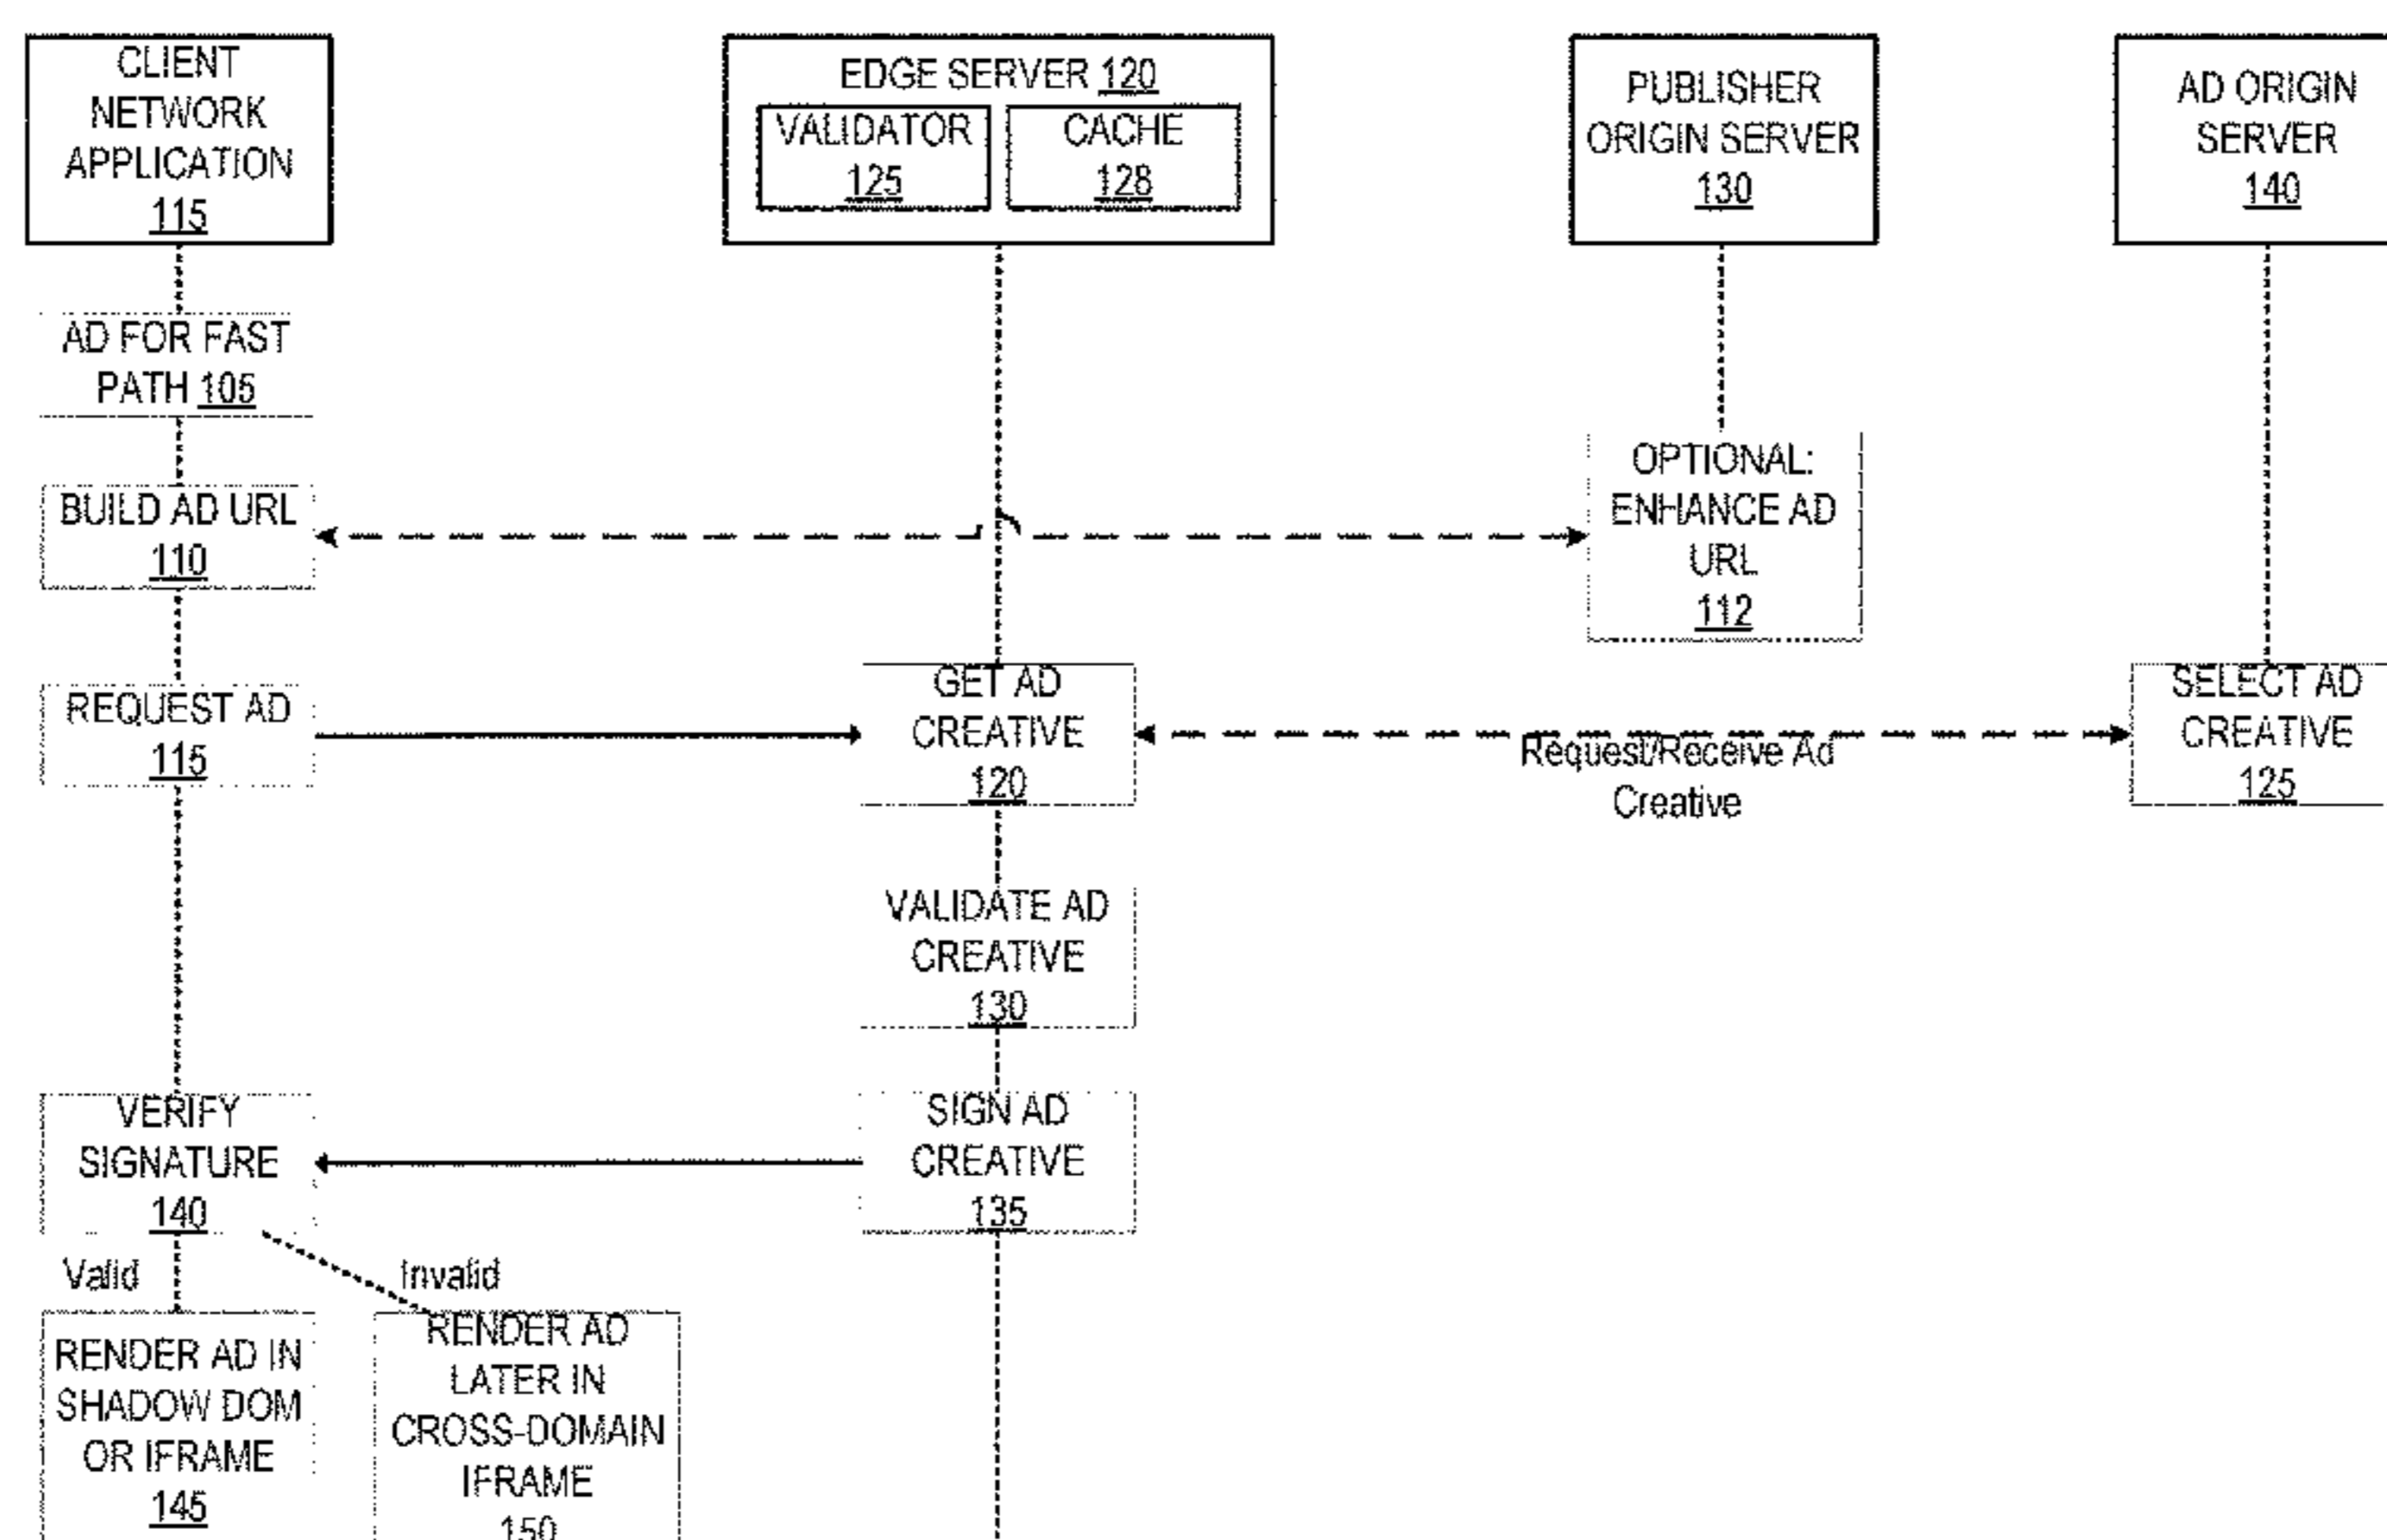 CLIENT
NETWORK
APPLICATION
115
EDGE SERVER 120
VALIDATOR
125
CACHE
128
PUBLISHER
ORIGIN SERVER
130
AD ORIGIN
SERVER
140
AD FOR FAST
PATH 105
BUILD AD URL
110
OPTIONAL:
ENHANCE AD
URL
112
REQUEST AD
115
GET AD
CREATIVE
120
Request/Receive Ad
Creative
SELECT AD
CREATIVE
125
VALIDATE AD
CREATIVE
130
VERIFY
SIGNATURE
140
SIGN AD
CREATIVE
135
Valid
Invalid
RENDER AD IN
SHADOW DOM
OR IFRAME
145
RENDER AD
LATER IN
CROSS-DOMAIN
IFRAME
150